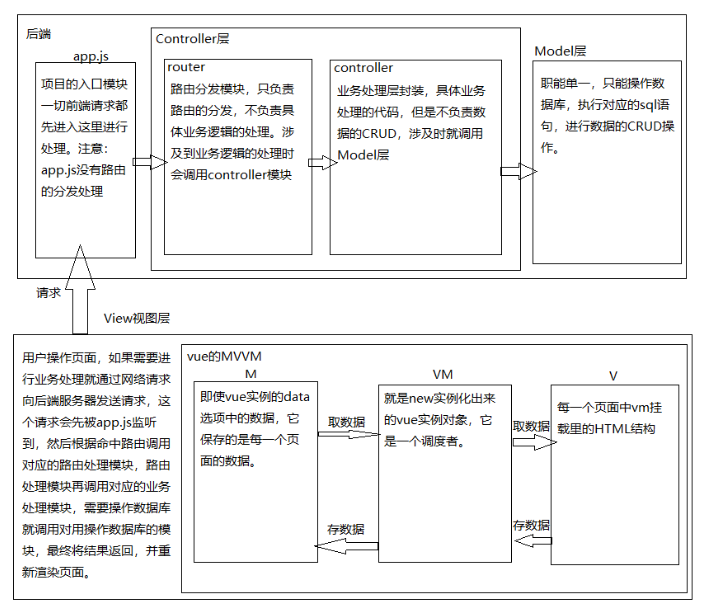 后端
app.js
项目的入口模块
一切前端请求都
先进入这里进行
处理。注意：
app.js没有路由
的分发处理
Controller层
router
路由分发模块，只负责
路由的分发，不负责具
体业务逻辑的处理。涉
及到业务逻辑的处理时
会调用controller模块
controller
业务处理层封装，具体业务
处理的代码，但是不负责数
据的CRUD，涉及时就调用
Model层
Model层
职能单一，只能操作数
据库，执行对应的sql语
句，进行数据的CRUD操
作。
请求
View视图层
用户操作页面，如果需要进
行业务处理就通过网络请求
向后端服务器发送请求，这
个请求会先被app.js监听
到，然后根据命中路由调用
对应的路由处理模块，路由
处理模块再调用对应的业务
处理模块，需要操作数据库
就调用对用操作数据库的模
块，最终将结果返回，并重
新渲染页面。
vue的MVVM
M
即使vue实例的data
选项中的数据，它
保存的是每一个页
面的数据。
取数据
存数据
VM
就是new实例化出来
的vue实例对象，它
是一个调度者。
取数据
存数据
V
每一个页面中vm挂
载里的HTML结构